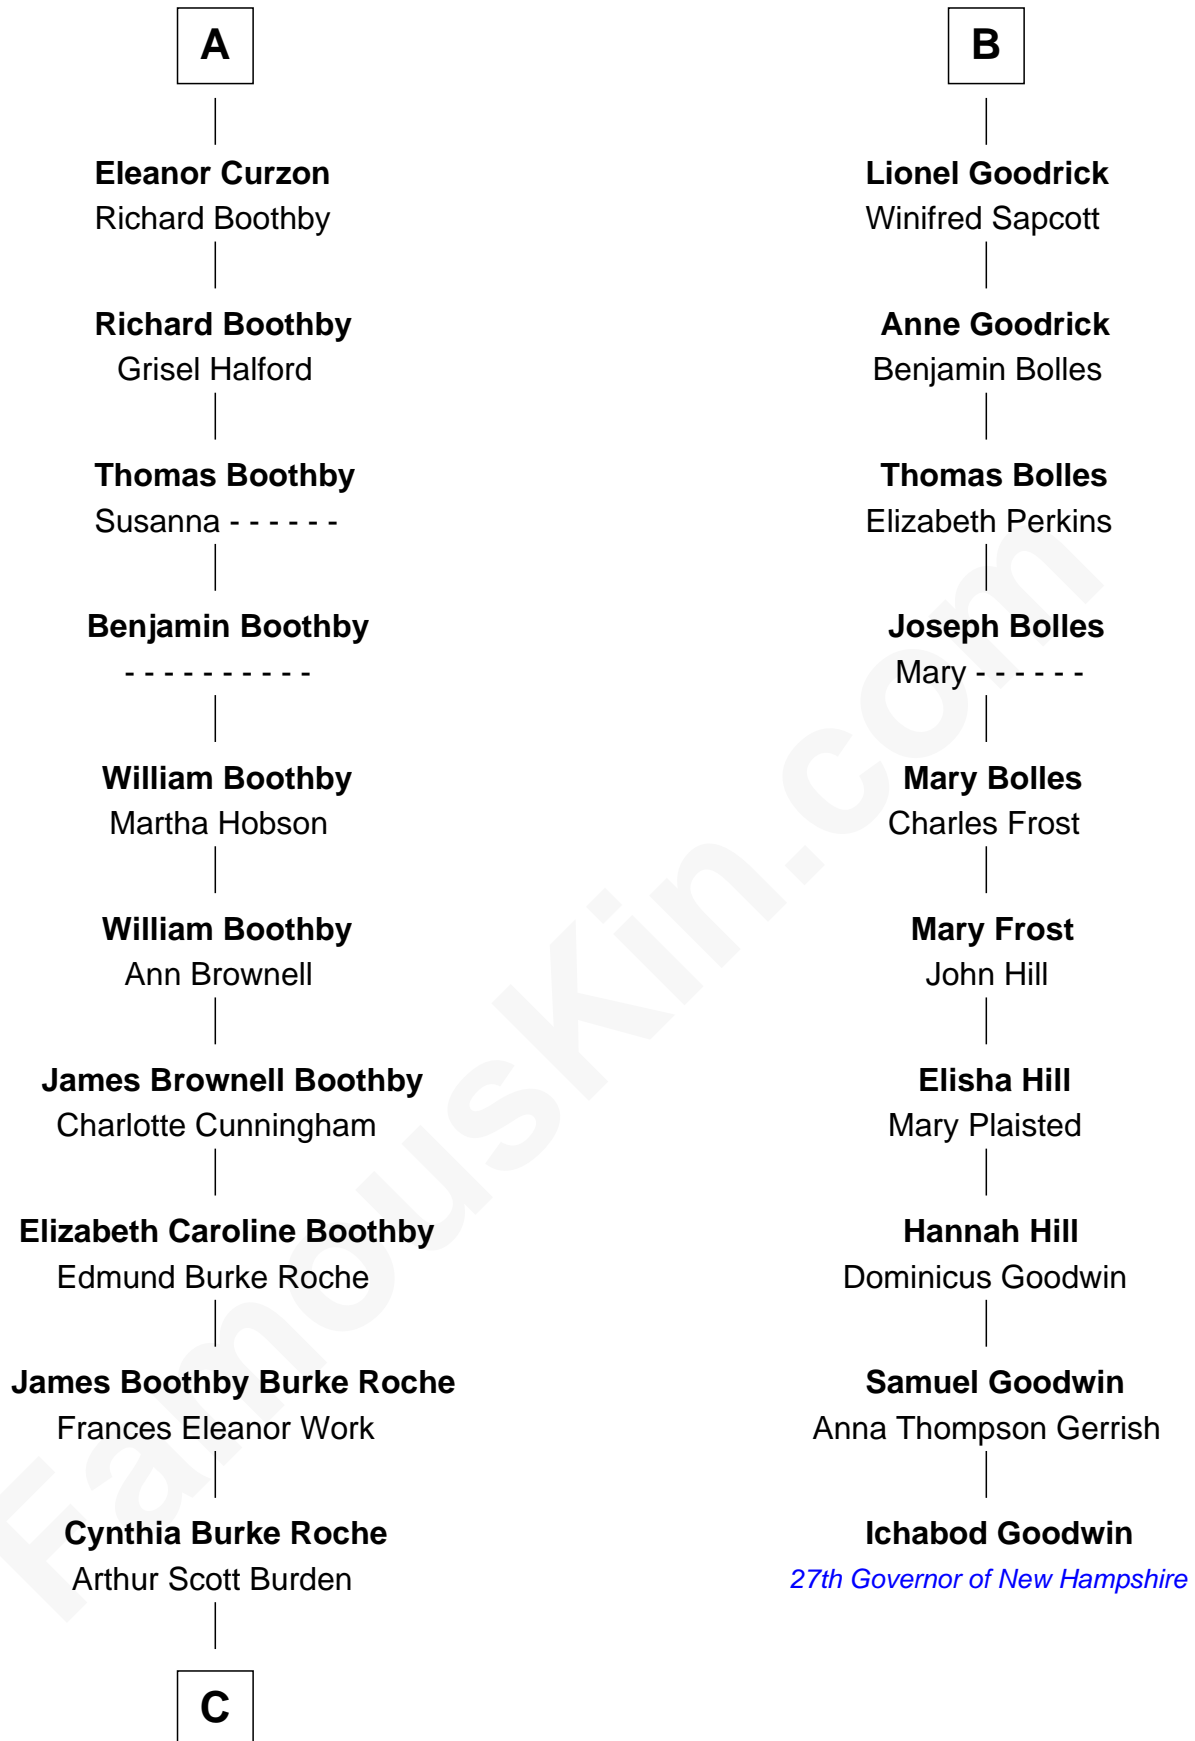 A
Eleanor Curzon
Richard Boothby
Richard Boothby
Grisel Halford
Thomas Boothby
Susanna - - - - - -
Benjamin Boothby
- - - - - - - - - -
William Boothby
Martha Hobson
William Boothby
Ann Brownell
James Brownell Boothby
Charlotte Cunningham
Elizabeth Caroline Boothby
Edmund Burke Roche
James Boothby Burke Roche
Frances Eleanor Work
Cynthia Burke Roche
Arthur Scott Burden
C
B
Lionel Goodrick
Winifred Sapcott
Anne Goodrick
Benjamin Bolles
Thomas Bolles
Elizabeth Perkins
Joseph Bolles
Mary - - - - - -
Mary Bolles
Charles Frost
Mary Frost
John Hill
Elisha Hill
Mary Plaisted
Hannah Hill
Dominicus Goodwin
Samuel Goodwin
Anna Thompson Gerrish
Ichabod Goodwin
27th Governor of New Hampshire
FamousKin.com